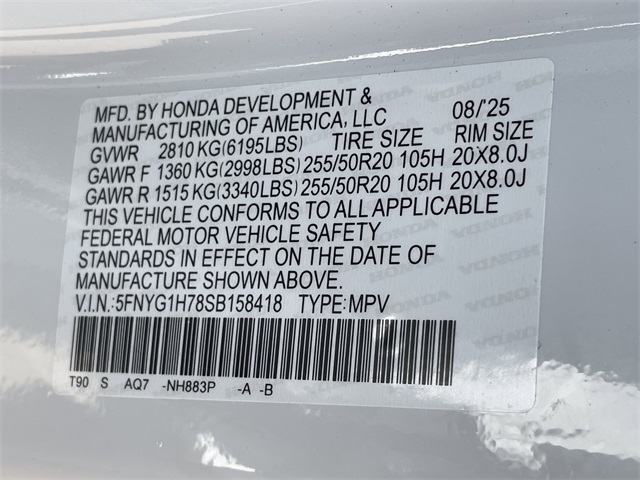 MFD. BY HONDA DEVELOPMENT & 08/'25
MANUFACTURING OF AMERICA, LLC
GVWR 2810 KG(6195LBS) TIRE SIZE RIM SIZE
GAWR F 1360 KG(2998LBS) 255/50R20 105H 20X8.0J
GAWR R 1515 KG(3340LBS) 255/50R20 105H 20X8.0J
THIS VEHICLE CONFORMS TO ALL APPLICABLE
FEDERAL MOTOR VEHICLE SAFETY
STANDARDS IN EFFECT ON THE DATE OF
MANUFACTURE SHOWN ABOVE.
V.I.N.:5FNYG1H78SB158418 TYPE:MPV
T90 S AQ7 -NH883P -A -B